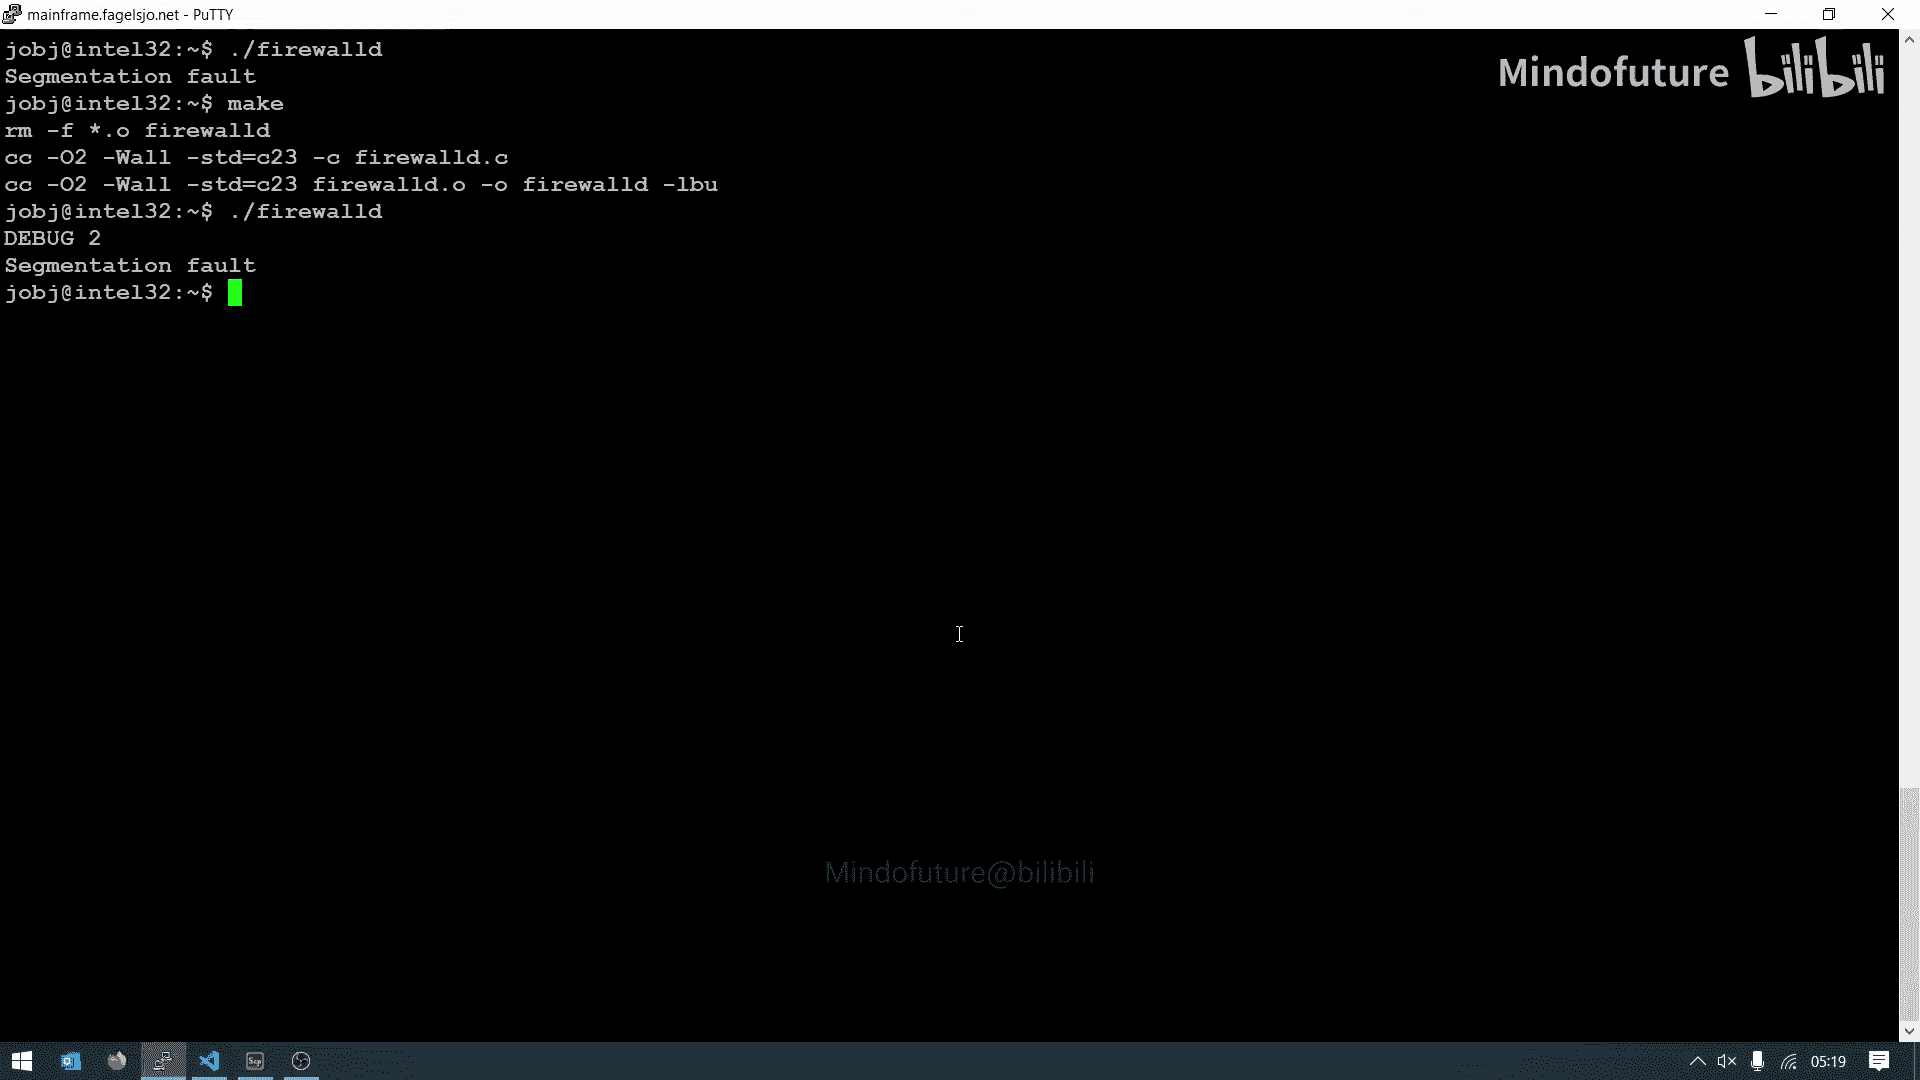 mainframe.fagelsjo.net - PuTTY
jobj@intel32:~$ ./firewalld
Segmentation fault
jobj@intel32:~$ make
rm -f *.o firewalld
cc -O2 -Wall -std=c23 -c firewalld.c
cc -O2 -Wall -std=c23 firewalld.o -o firewalld -lbu
jobj@intel32:~$ ./firewalld
DEBUG 2
Segmentation fault
jobj@intel32:~$
Mindofuture bilibili
Mindofuture@bilibili
05:19